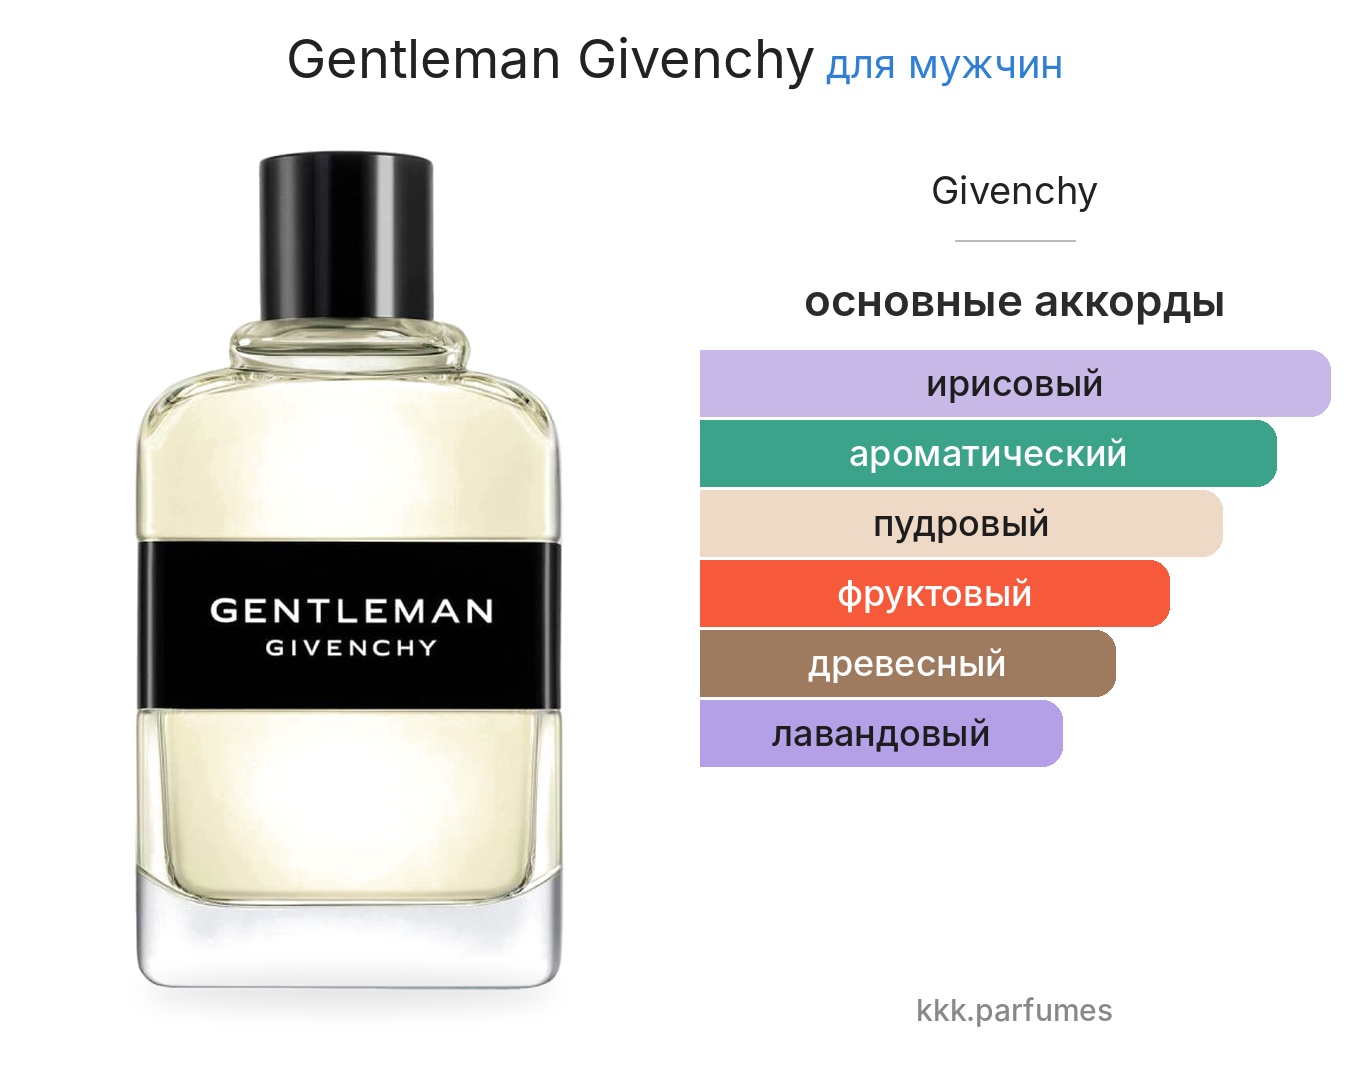 Gentleman Givenchy для мужчин
Givenchy
основные аккорды
ирисовый
ароматический
пудровый
фруктовый
древесный
лавандовый
GENTLEMAN
GIVENCHY
kkk.parfumes